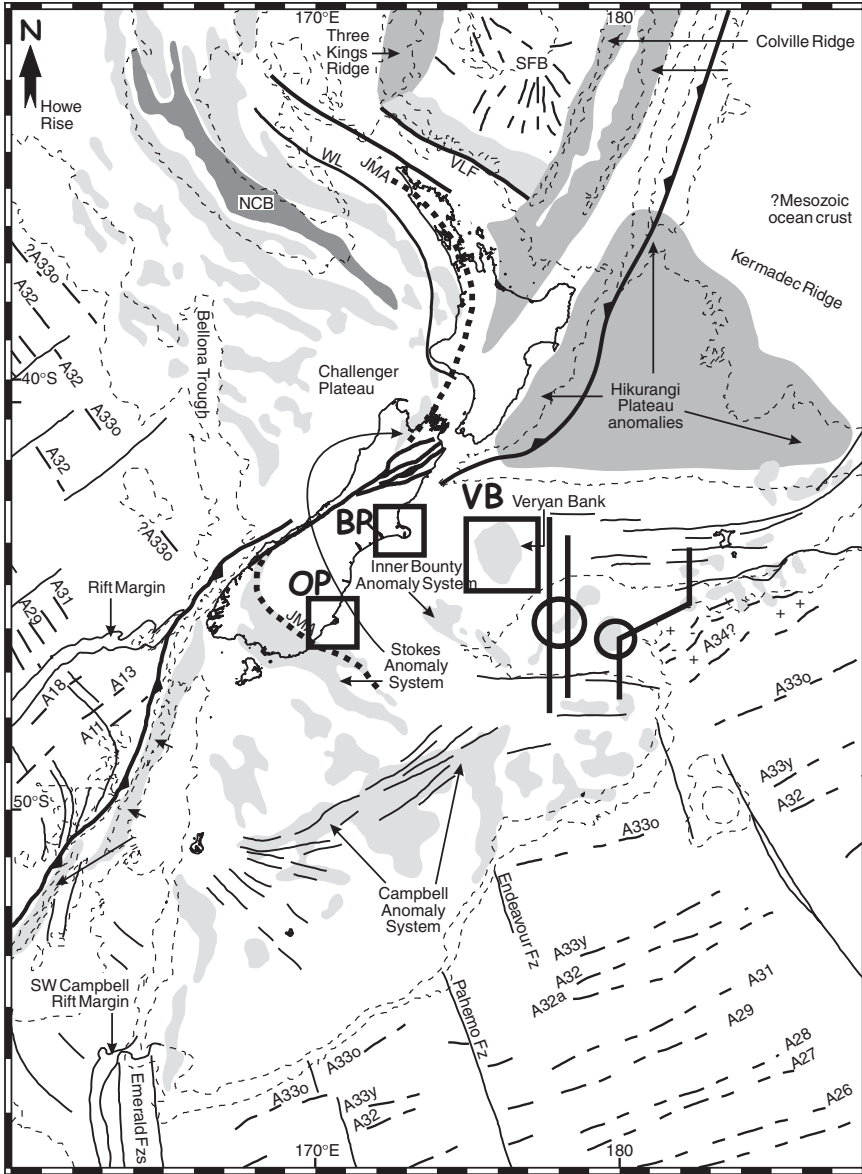 170°E
180
N
Three
Kings
Ridge
SFB
Colville Ridge
Howe
Rise
WL
JMA
VLF
NCB
?Mesozoic
ocean crust
Kermadec Ridge
?A33o
A32
Bellona Trough
A32
40°S
Challenger
Plateau
Hikurangi
Plateau
anomalies
A33o
A32
VB
Veryan Bank
BR
?A33o
Inner Bounty
Anomaly System
OP
Rift Margin
A31
A29
JMA
A34?
Stokes
Anomaly
System
A13
A18
A33o
A11
A33y
A32
50°S
A33o
Campbell
Anomaly
System
Endeavour Fz
A33y
A32
A32a
A31
SW Campbell
Rift Margin
Pahemo Fz
A29
A28
A27
A33o
A33o
A33y
A32
A26
Emerald Fzs
170°E
180